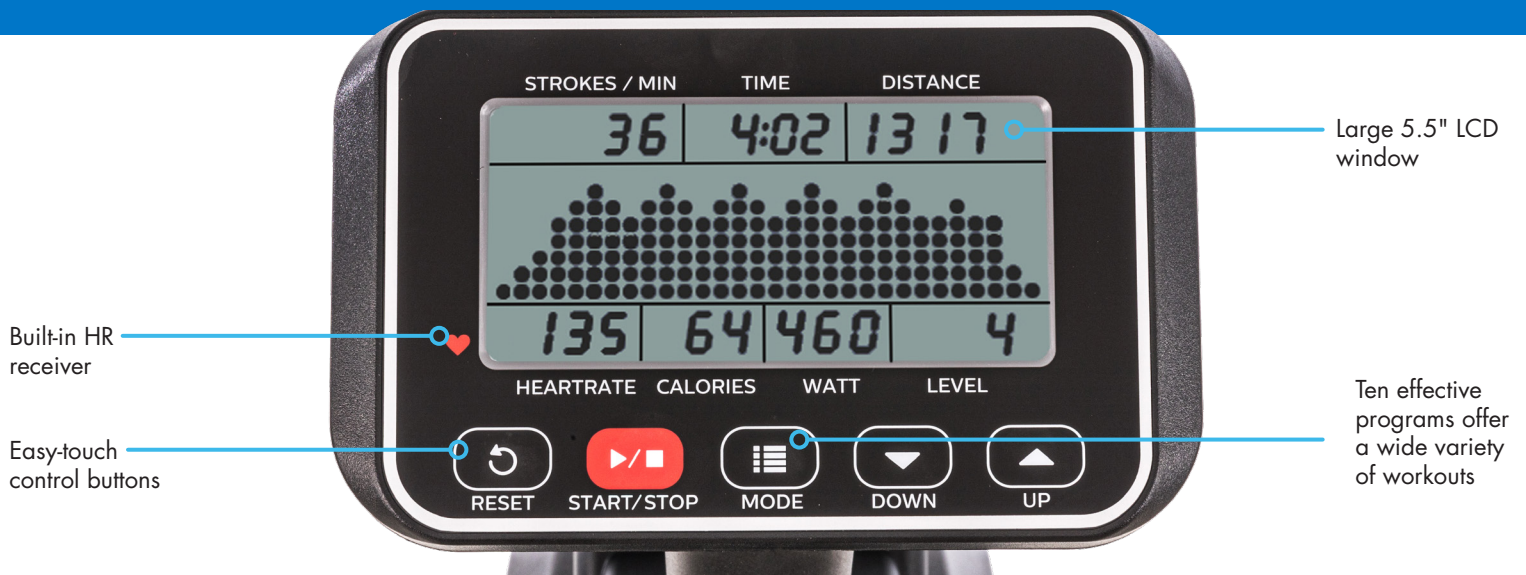 STROKES / MIN TIME DISTANCE
36 4:02 1317
Large 5.5" LCD
window
135 64 460 4
Built-in HR
receiver
HEARTRATE CALORIES WATT LEVEL
Ten effective
programs offer
a wide variety
of workouts
Easy-touch
control buttons
RESET START/STOP MODE DOWN UP